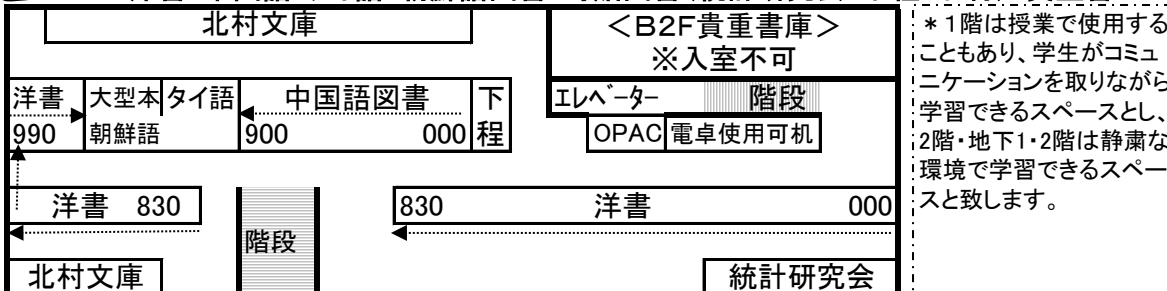 北村文庫
<B2F貴重書庫>
※入室不可
洋書
990
大型本
朝鮮語
タイ語
中国語図書
900 000
下程
エレベーター
階段
OPAC
電卓使用可机
洋書 830
階段
830 洋書 000
北村文庫
統計研究会
*1階は授業で使用する
こともあり、学生がコミュ
ニケーションを取りながら
学習できるスペースとし、
2階・地下1・2階は静粛な
環境で学習できるスペー
スと致します。